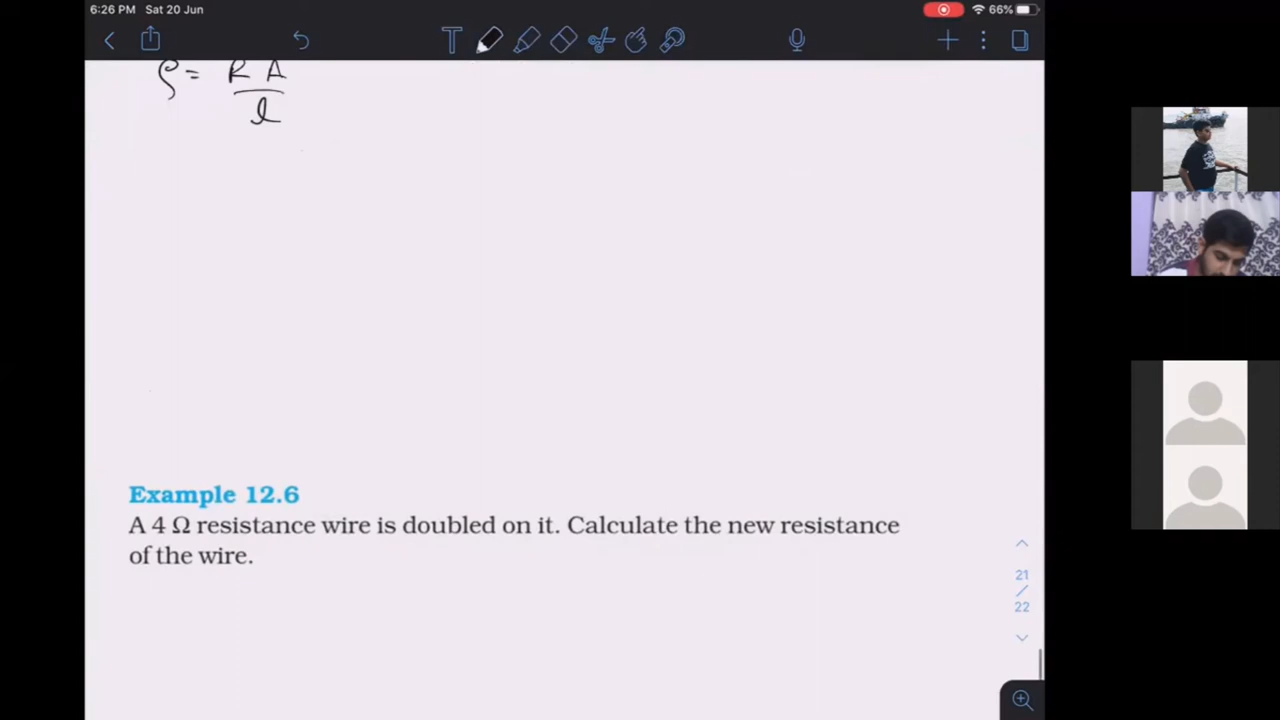 6:26 PM Sat 20 Jun 66%
T
ρ = R A
l
Example 12.6
A 4 Ω resistance wire is doubled on it. Calculate the new resistance
of the wire.
21
/
22